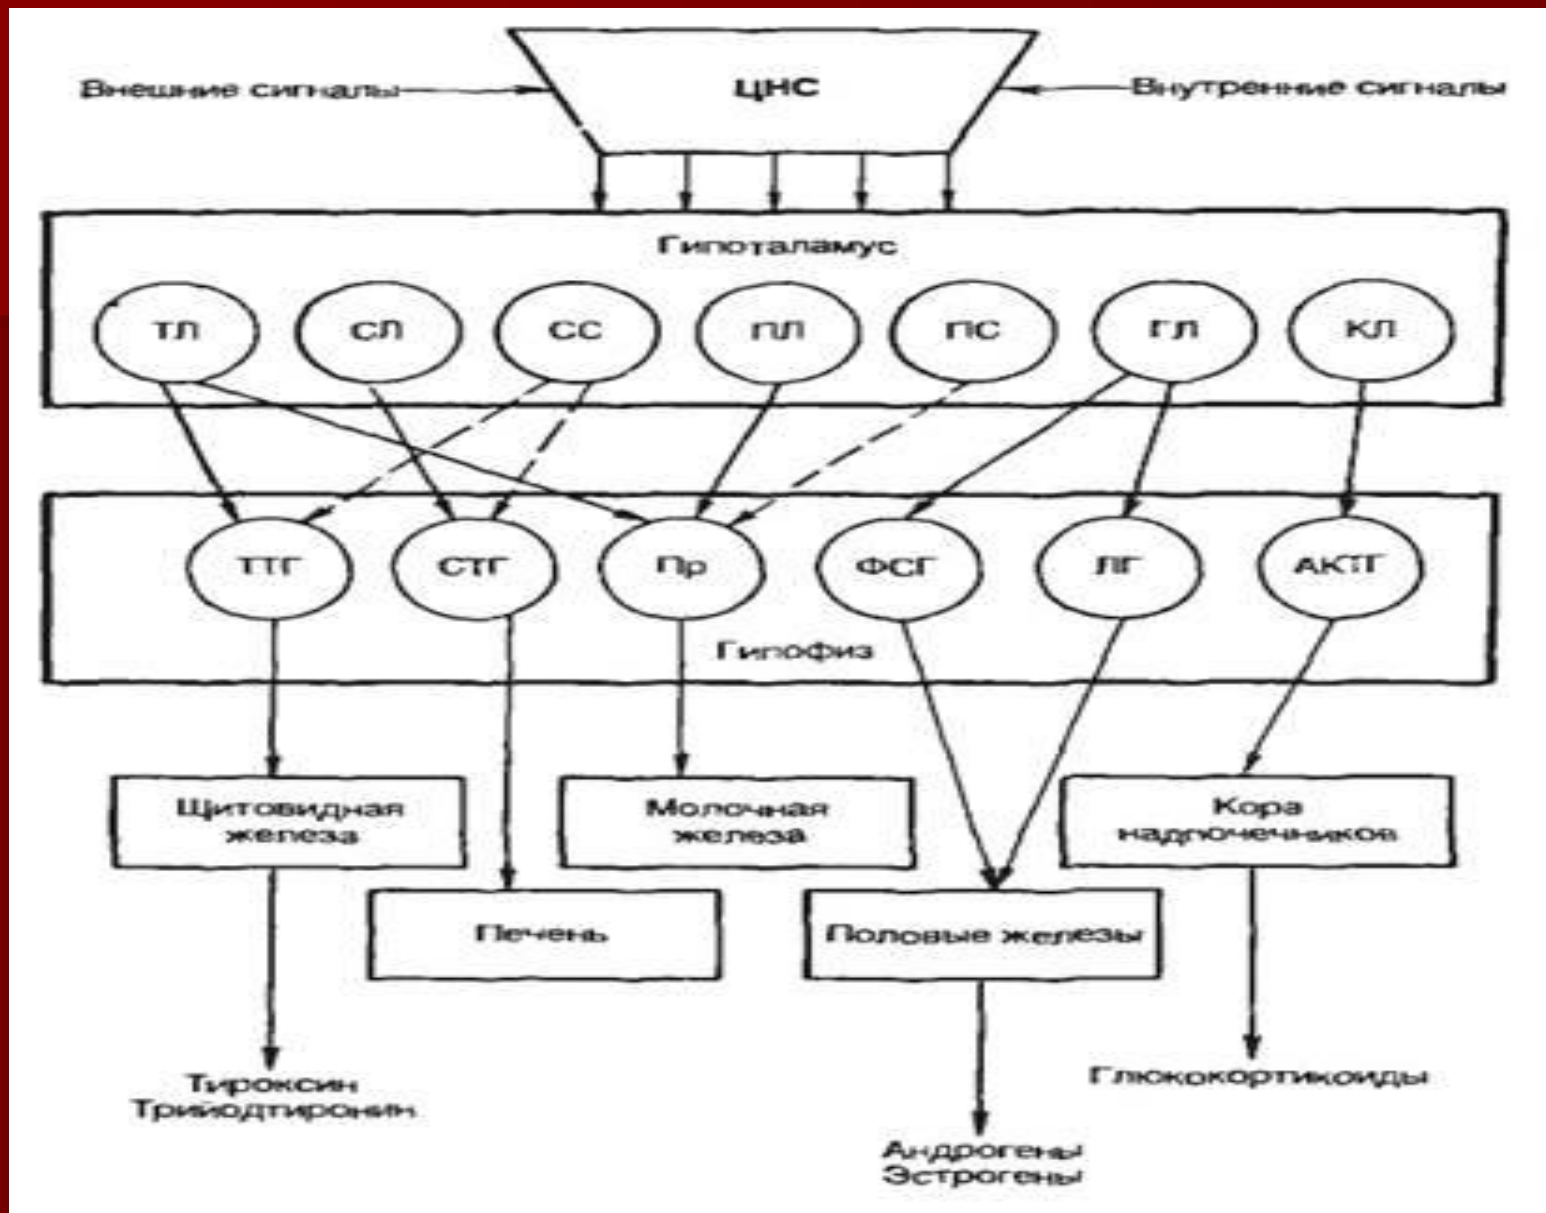 Внешние сигналы
ЦНС
Внутренние сигналы
Гипоталамус
ТЛ
СЛ
СС
ПЛ
ПС
ГЛ
КЛ
ТТГ
СТГ
Пр
ФСГ
ЛГ
АКТГ
Гипофиз
Щитовидная
железа
Молочная
железа
Кора
надпочечников
Печень
Половые железы
Тироксин
Трийодтиронин
Глюкокортикоиды
Андрогены
Эстрогены